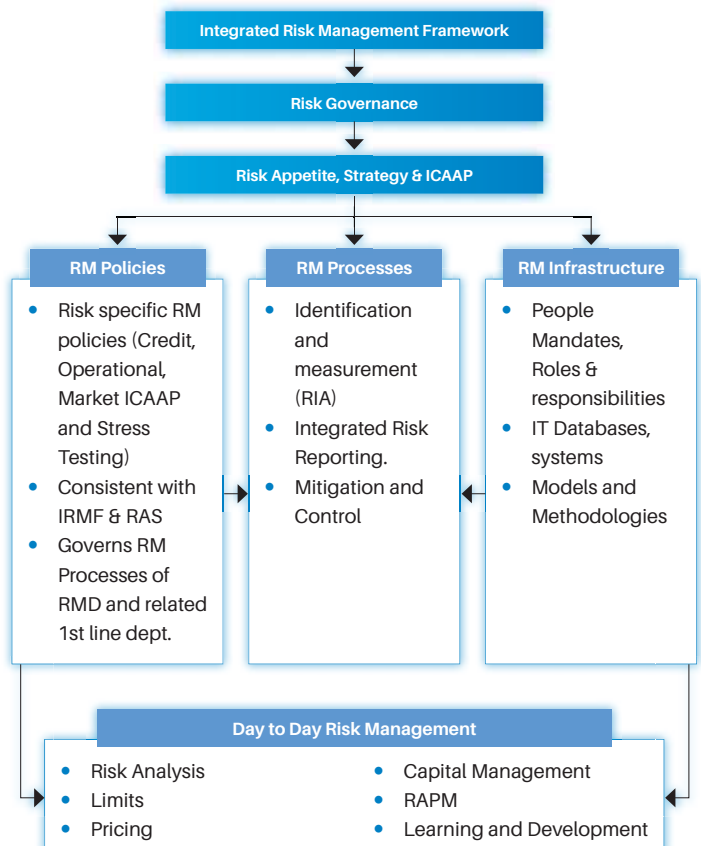 Integrated Risk Management Framework
Risk Governance
Risk Appetite, Strategy & ICAAP
RM Policies
• Risk specific RM
policies (Credit,
Operational,
Market ICAAP
and Stress
Testing)
• Consistent with
IRMF & RAS
• Governs RM
Processes of
RMD and related
1st line dept.
RM Processes
• Identification
and
measurement
(RIA)
• Integrated Risk
Reporting.
• Mitigation and
Control
RM Infrastructure
• People
Mandates,
Roles &
responsibilities
• IT Databases,
systems
• Models and
Methodologies
Day to Day Risk Management
• Risk Analysis
• Limits
• Pricing
• Capital Management
• RAPM
• Learning and Development